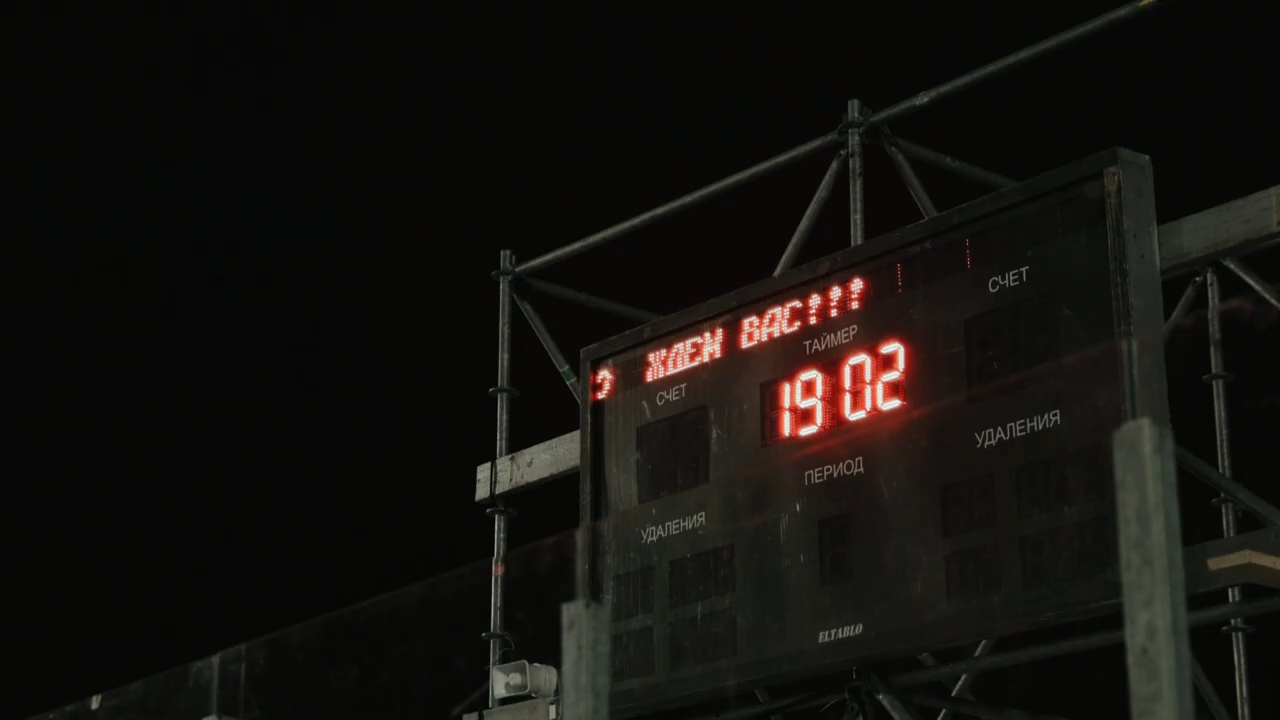 ЖДЕМ ВАС!!!
СЧЕТ
ТАЙМЕР
СЧЕТ
19 02
УДАЛЕНИЯ
ПЕРИОД
УДАЛЕНИЯ
ELTABLO